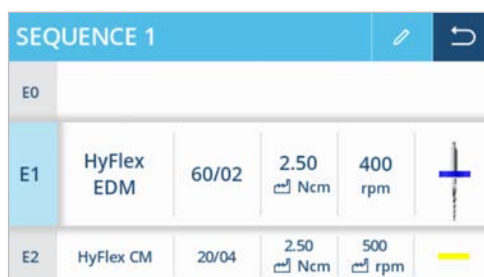 SEQUENCE 1
E0
E1 HyFlex EDM 60/02 2.50 Ncm 400 rpm
E2 HyFlex CM 20/04 2.50 Ncm 500 rpm